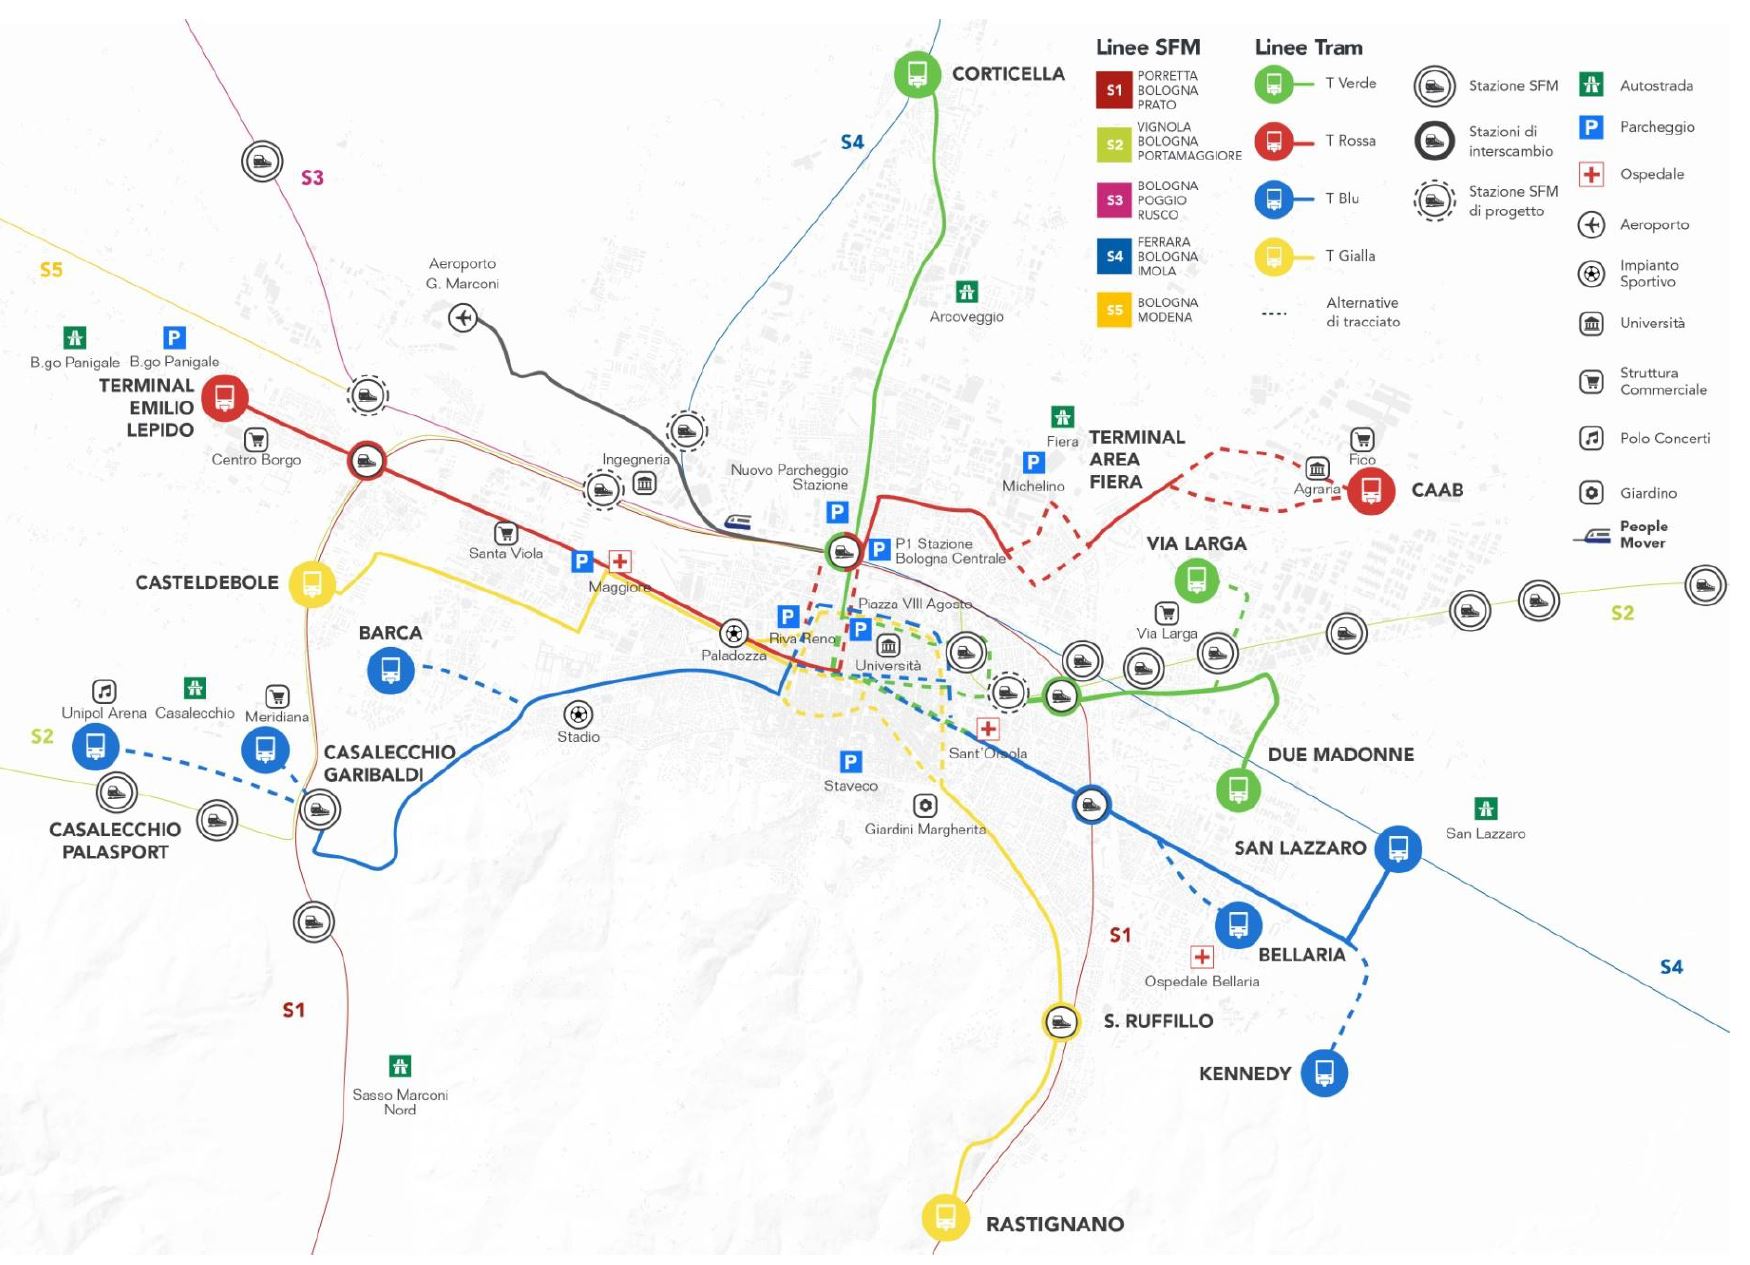 Linee SFM
S1
PORRETTA
BOLOGNA
PRATO
S2
VIGNOLA
BOLOGNA
PORTAMAGGIORE
S3
BOLOGNA
POGGIO
RUSCO
S4
FERRARA
BOLOGNA
IMOLA
S5
BOLOGNA
MODENA
Linee Tram
T Verde
T Rossa
T Blu
T Gialla
Alternative
di tracciato
Stazione SFM
Stazioni di
interscambio
Stazione SFM
di progetto
Autostrada
P
Parcheggio
Ospedale
Aeroporto
Impianto
Sportivo
Università
Struttura
Commerciale
Polo Concerti
Giardino
People
Mover
CORTICELLA
S4
S3
S5
Aeroporto
G. Marconi
Arcoveggio
P
B.go Panigale
B.go Panigale
TERMINAL
EMILIO
LEPIDO
Centro Borgo
Ingegneria
Nuovo Parcheggio
Stazione
P
Fiera
P
Michelino
TERMINAL
AREA
FIERA
Fico
Agraria
CAAB
Santa Viola
P
Maggiore
P
P1 Stazione
Bologna Centrale
VIA LARGA
Via Larga
CASTELDEBOLE
BARCA
Paladozza
P
Riva Reno
Piazza VIII Agosto
P
Università
S2
Unipol Arena
Casalecchio
Meridiana
S2
CASALECCHIO
GARIBALDI
Stadio
Sant'Orsola
P
Staveco
Giardini Margherita
DUE MADONNE
CASALECCHIO
PALASPORT
SAN LAZZARO
San Lazzaro
S1
BELLARIA
Ospedale Bellaria
S4
S1
S. RUFFILLO
KENNEDY
Sasso Marconi
Nord
RASTIGNANO